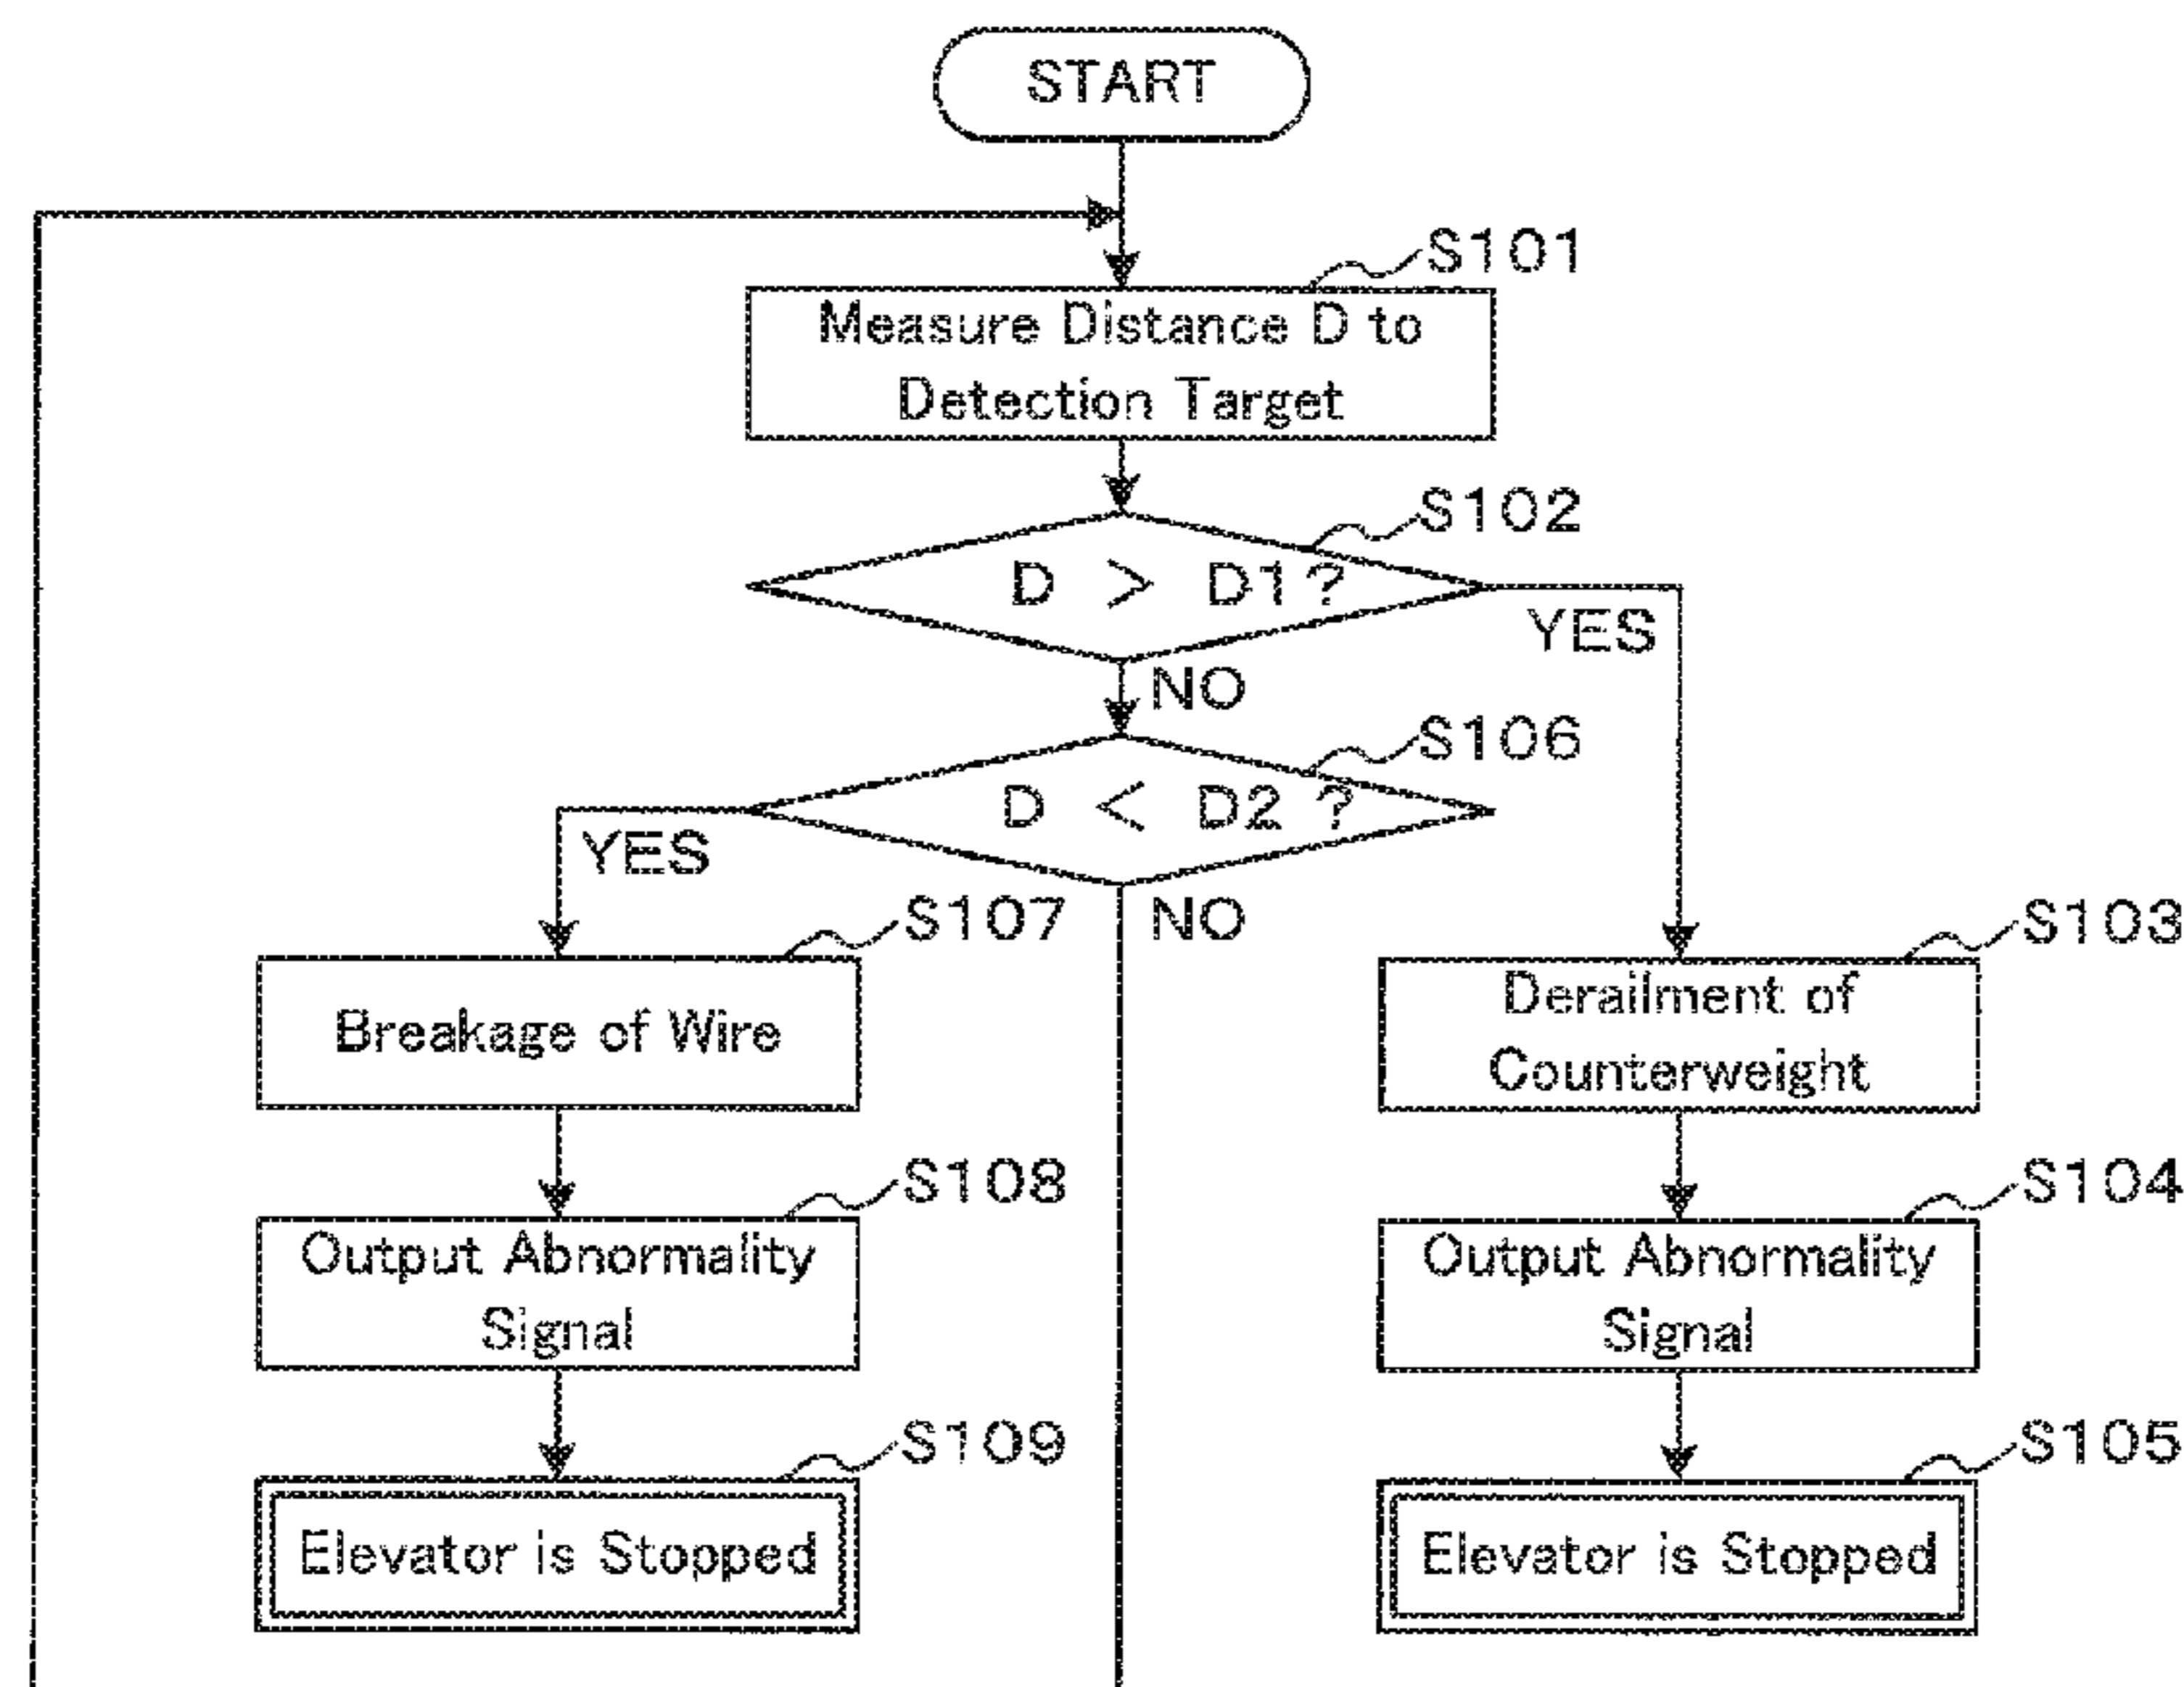 START
S101
Measure Distance D to
Detection Target
S102
D > D1?
YES
NO
S106
D < D2 ?
YES
NO
S107
Breakage of Wire
S103
Derailment of
Counterweight
S108
Output Abnormality
Signal
S104
Output Abnormality
Signal
S109
Elevator is Stopped
S105
Elevator is Stopped